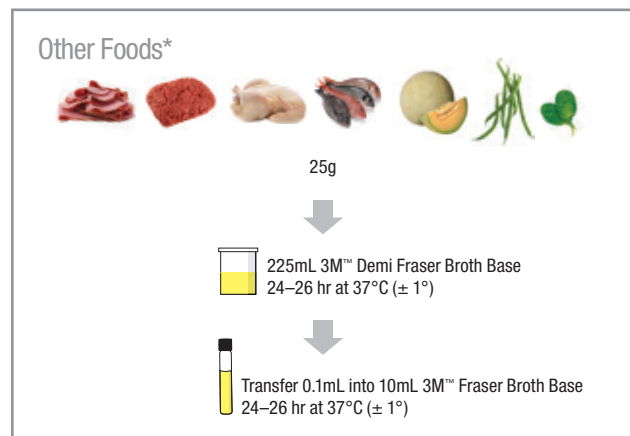 Other Foods*
25g
225mL 3M™ Demi Fraser Broth Base
24–26 hr at 37°C (± 1°)
Transfer 0.1mL into 10mL 3M™ Fraser Broth Base
24–26 hr at 37°C (± 1°)